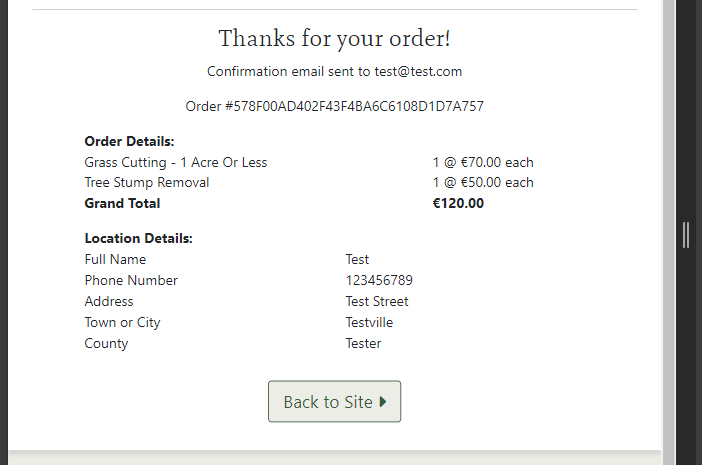 Thanks for your order!
Confirmation email sent to test@test.com
Order #578F00AD402F43F4BA6C6108D1D7A757
Order Details:
Grass Cutting - 1 Acre Or Less 1 @ €70.00 each
Tree Stump Removal 1 @ €50.00 each
Grand Total €120.00
Location Details:
Full Name Test
Phone Number 123456789
Address Test Street
Town or City Testville
County Tester
Back to Site